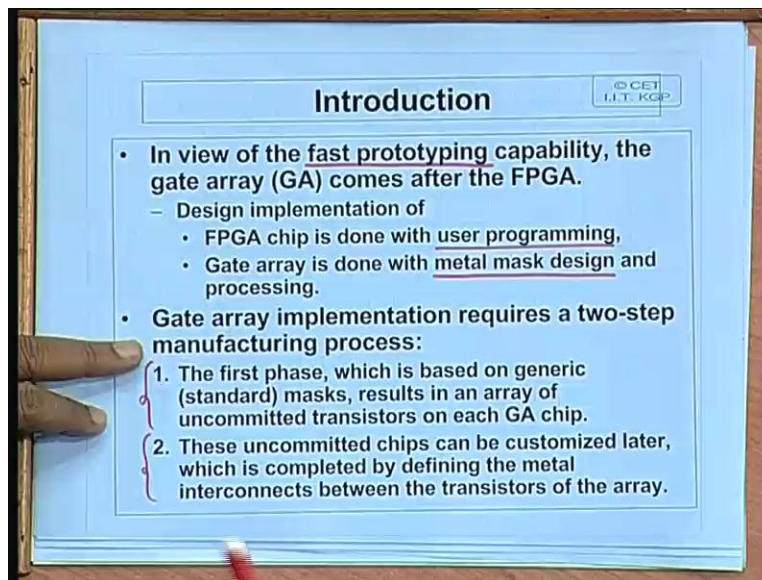 Introduction
© CET
I.I.T. KGP
• In view of the fast prototyping capability, the
gate array (GA) comes after the FPGA.
– Design implementation of
• FPGA chip is done with user programming,
• Gate array is done with metal mask design and
processing.
• Gate array implementation requires a two-step
manufacturing process:
1. The first phase, which is based on generic
(standard) masks, results in an array of
uncommitted transistors on each GA chip.
2. These uncommitted chips can be customized later,
which is completed by defining the metal
interconnects between the transistors of the array.